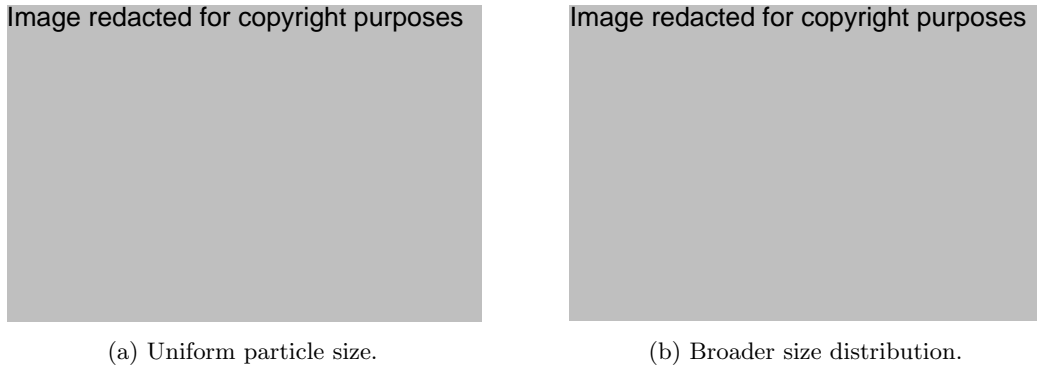 Image redacted for copyright purposes
Image redacted for copyright purposes
(a) Uniform particle size.
(b) Broader size distribution.